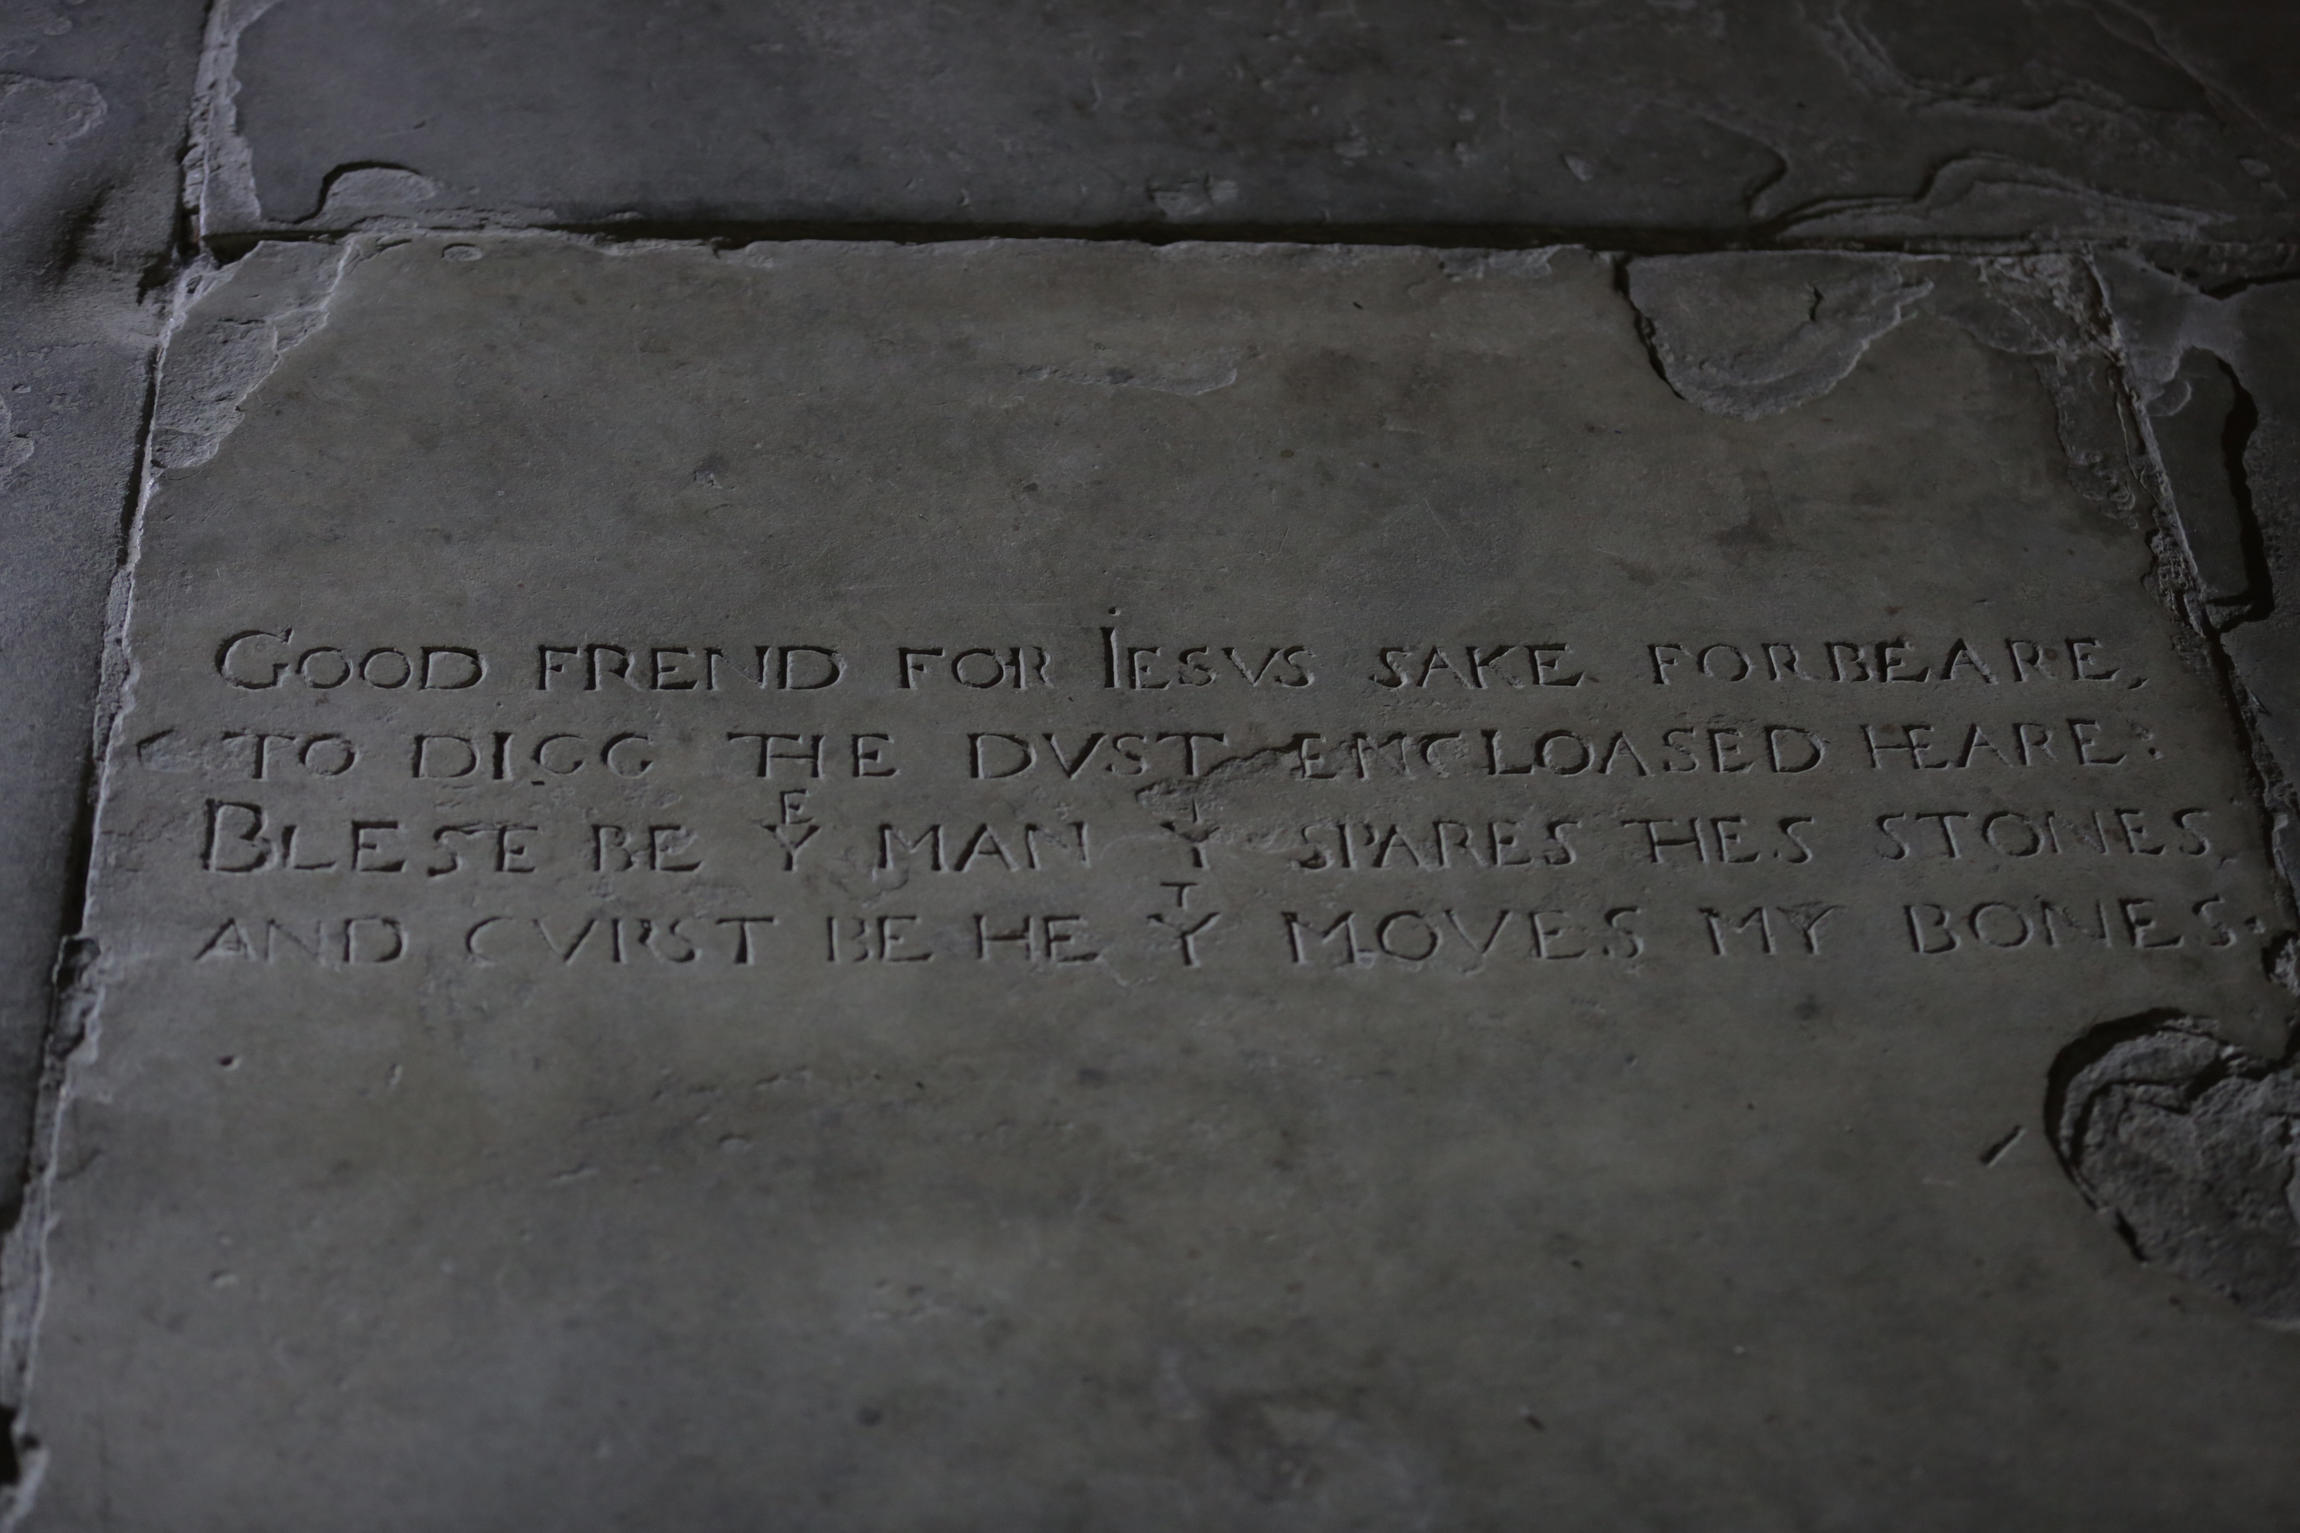 GOOD FREND FOR IESVS SAKE FORBEARE,
TO DIGG THE DVST ENCLOASED HEARE:
BLESE BE Yᴱ MAN Yᵀ SPARES THES STONES,
AND CVRST BE HE Yᵀ MOVES MY BONES.